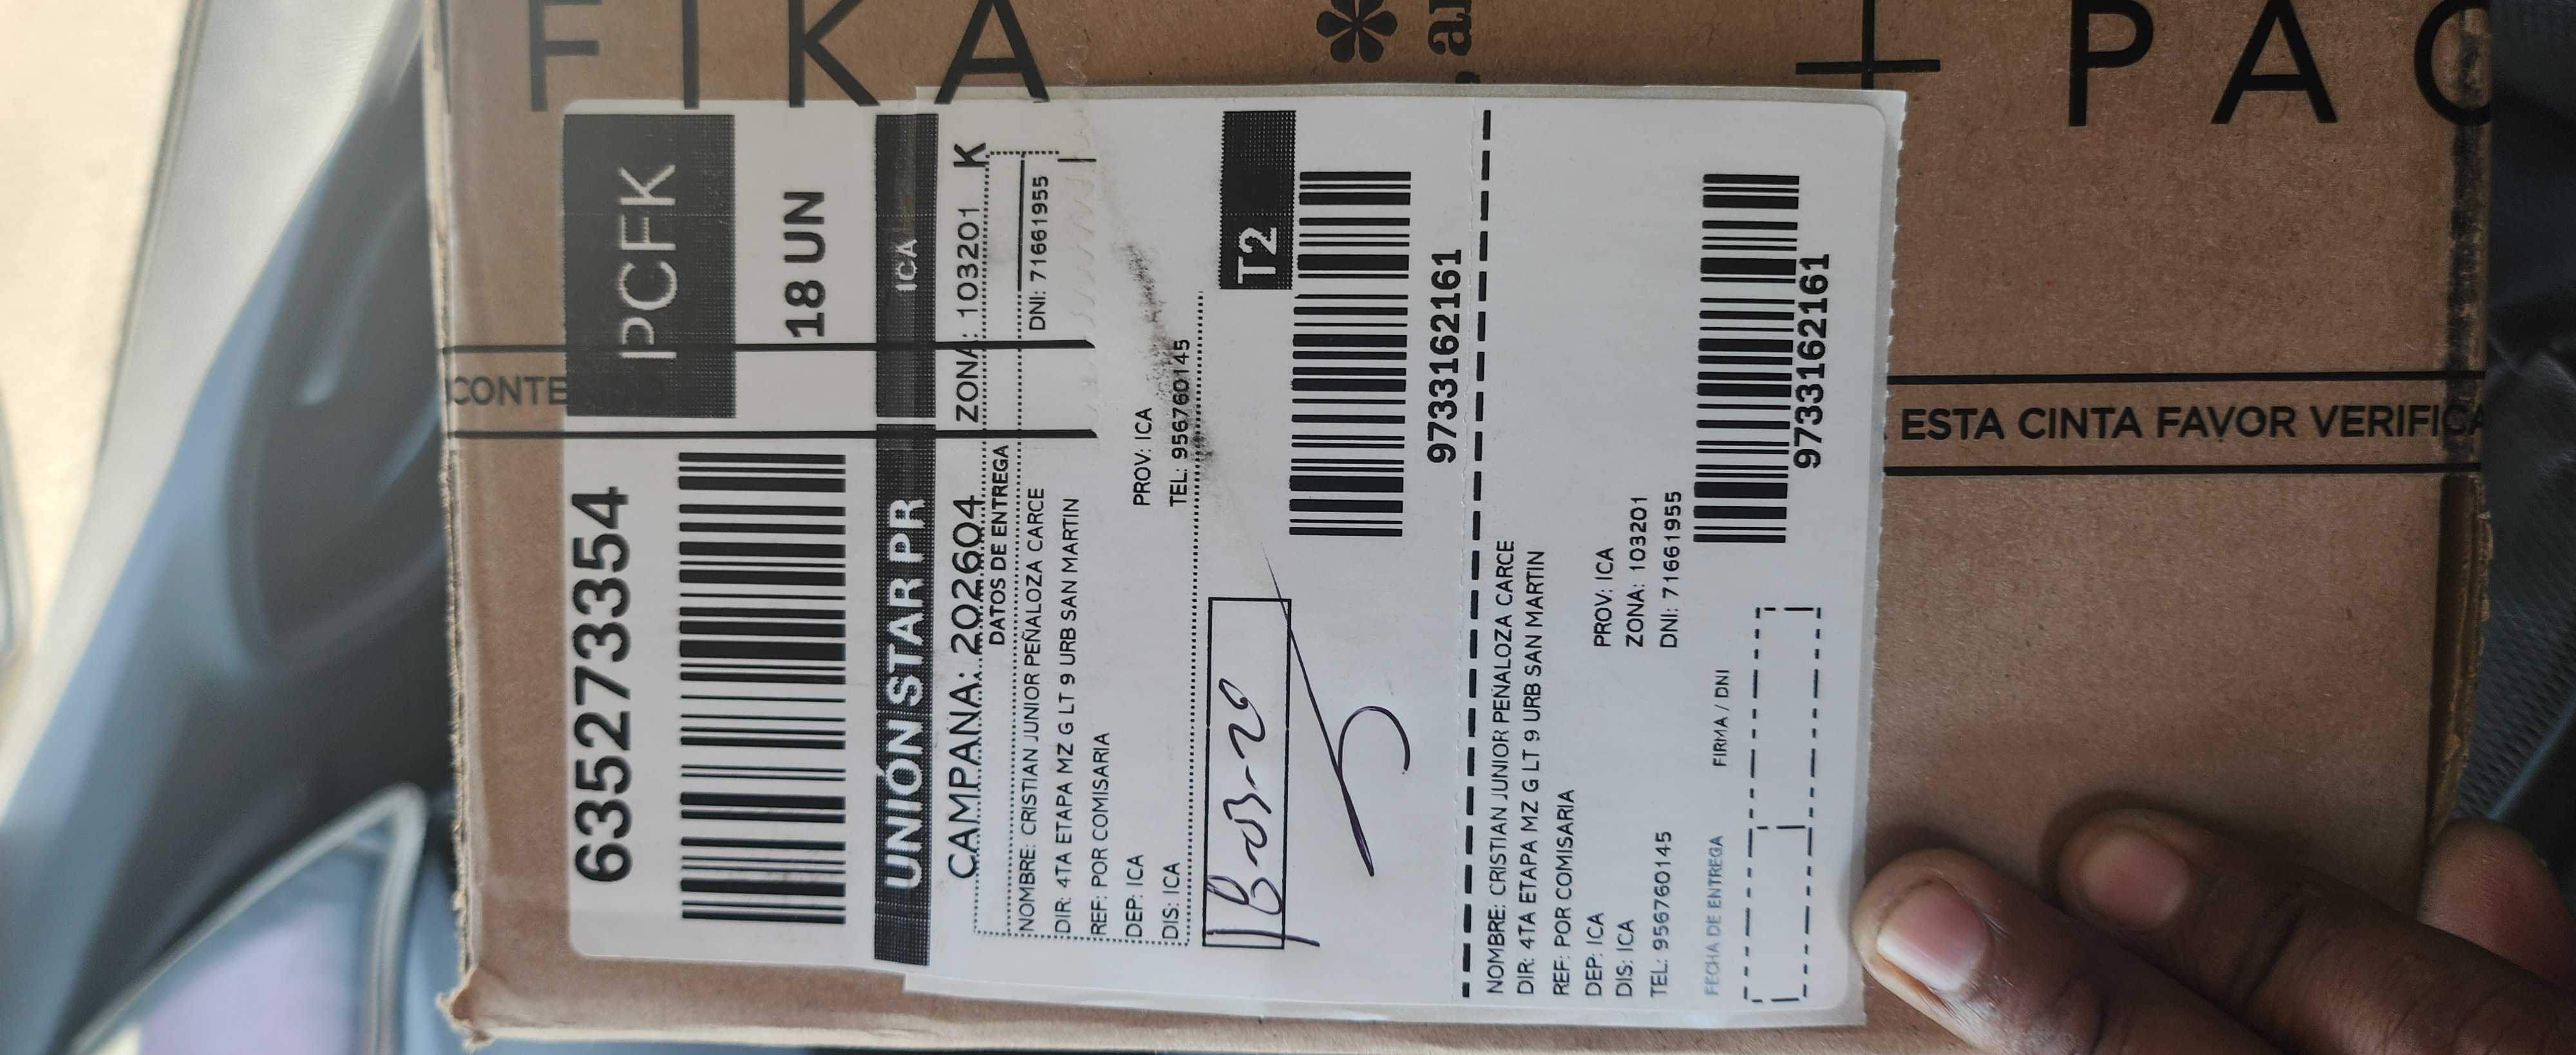 FIKA
*
, a
+ PAC
CONTE
ESTA CINTA FAVOR VERIFICA
6352733354
PCFK
18 UN
UNIÓN STAR PR ICA
CAMPANA: 202604 ZONA: 103201 K
DATOS DE ENTREGA
NOMBRE: CRISTIAN JUNIOR PEÑALOZA CARCE DNI: 71661955
DIR: 4TA ETAPA MZ G LT 9 URB SAN MARTIN
REF: POR COMISARIA
DEP: ICA PROV: ICA
DIS: ICA TEL: 956760145
T2
9733162161
NOMBRE: CRISTIAN JUNIOR PEÑALOZA CARCE
DIR: 4TA ETAPA MZ G LT 9 URB SAN MARTIN
REF: POR COMISARIA
DEP: ICA PROV: ICA
DIS: ICA ZONA: 103201
TEL: 956760145 DNI: 71661955
FECHA DE ENTREGA FIRMA / DNI
9733162161